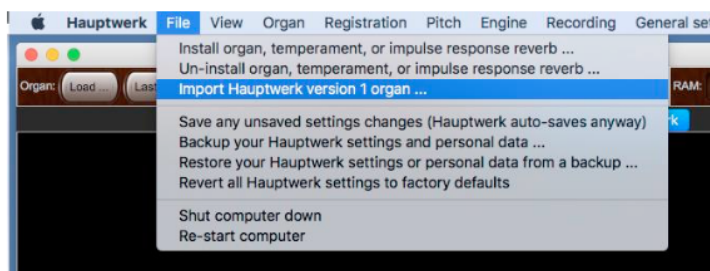 Hauptwerk File View Organ Registration Pitch Engine Recording General se
Install organ, temperament, or impulse response reverb ...
Un-install organ, temperament, or impulse response reverb ...
Organ: Load ... Last Import Hauptwerk version 1 organ ... RAM:
Save any unsaved settings changes (Hauptwerk auto-saves anyway) rk
Backup your Hauptwerk settings and personal data ...
Restore your Hauptwerk settings or personal data from a backup ...
Revert all Hauptwerk settings to factory defaults
Shut computer down
Re-start computer